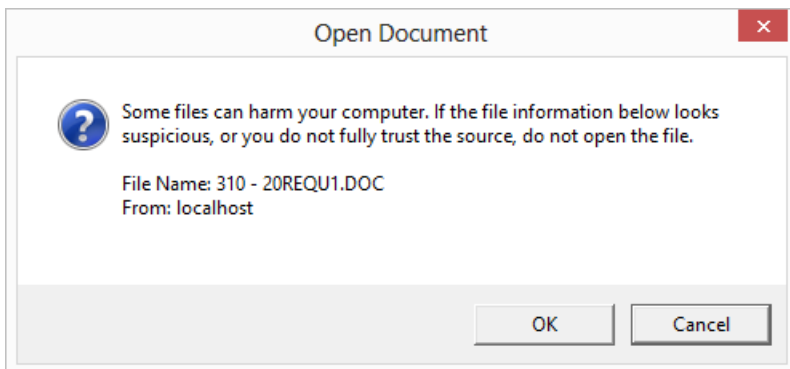 Open Document
Some files can harm your computer. If the file information below looks
suspicious, or you do not fully trust the source, do not open the file.
File Name: 310 - 20REQU1.DOC
From: localhost
OK
Cancel